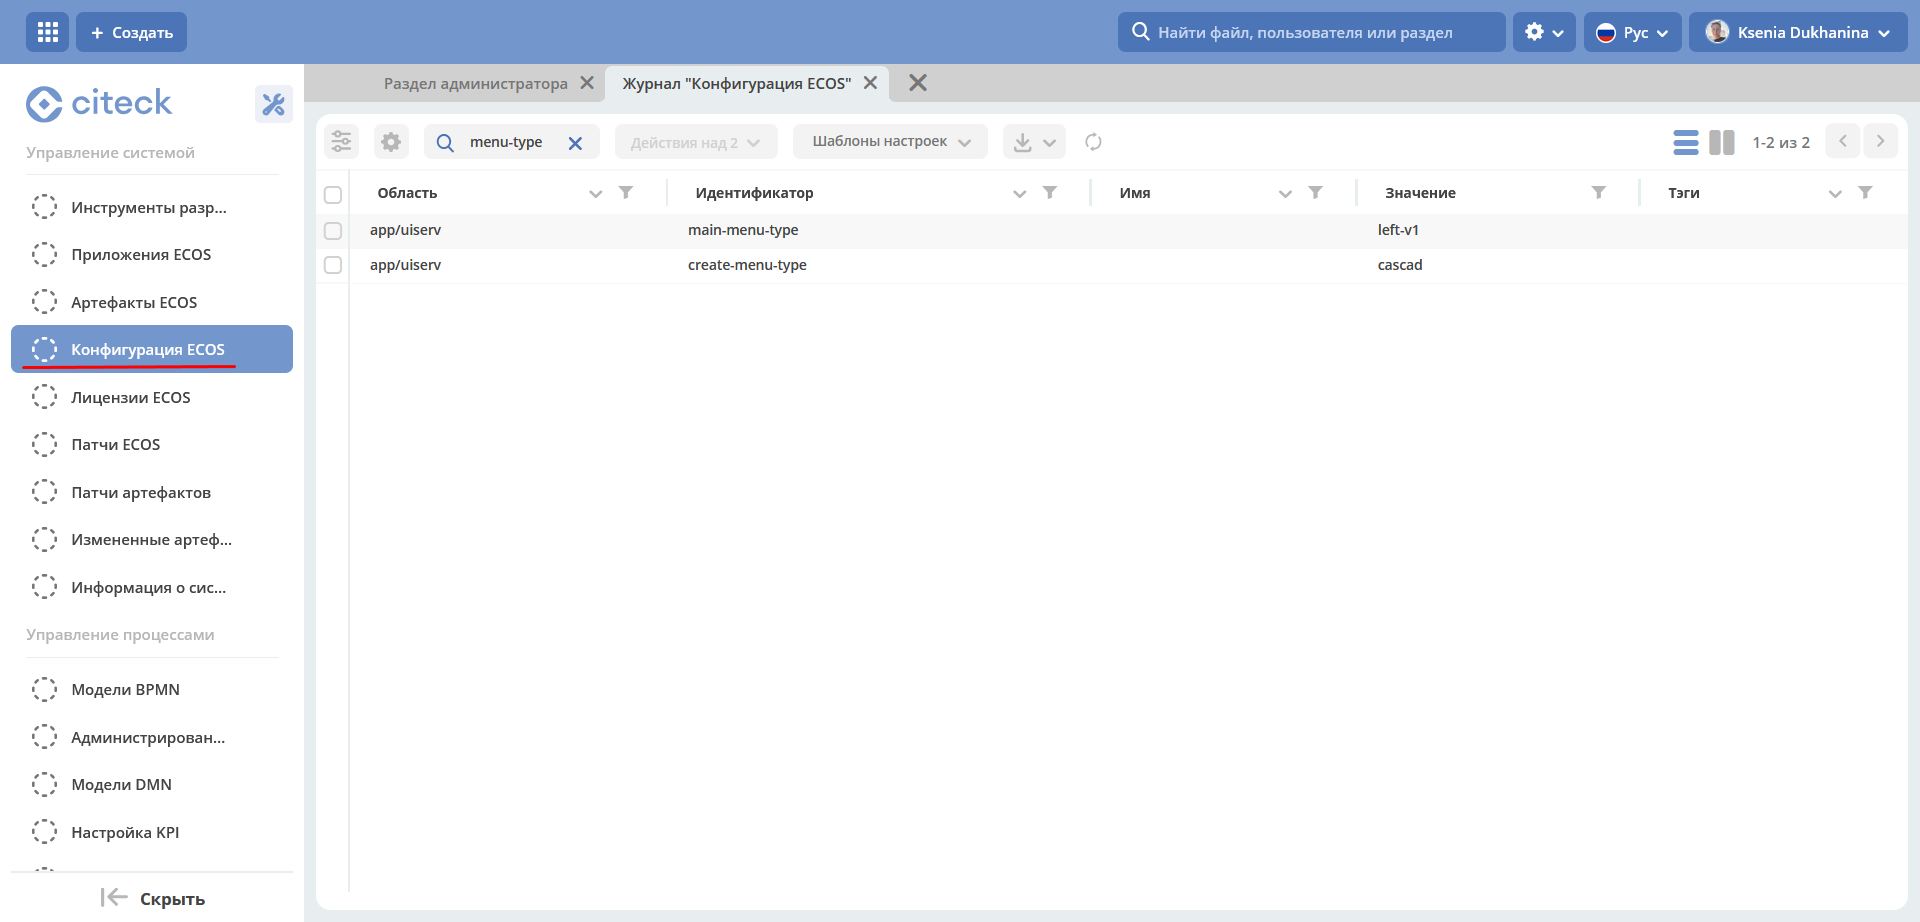 + Создать
Найти файл, пользователя или раздел
Рус
Ksenia Dukhanina
citeck
Управление системой
Инструменты разр...
Приложения ECOS
Артефакты ECOS
Конфигурация ECOS
Лицензии ECOS
Патчи ECOS
Патчи артефактов
Измененные артеф...
Информация о сис...
Управление процессами
Модели BPMN
Администрирован...
Модели DMN
Настройка KPI
Скрыть
Раздел администратора
Журнал "Конфигурация ECOS"
menu-type
Действия над 2
Шаблоны настроек
1-2 из 2
Область Идентификатор Имя Значение Тэги
app/uiserv main-menu-type left-v1
app/uiserv create-menu-type cascad